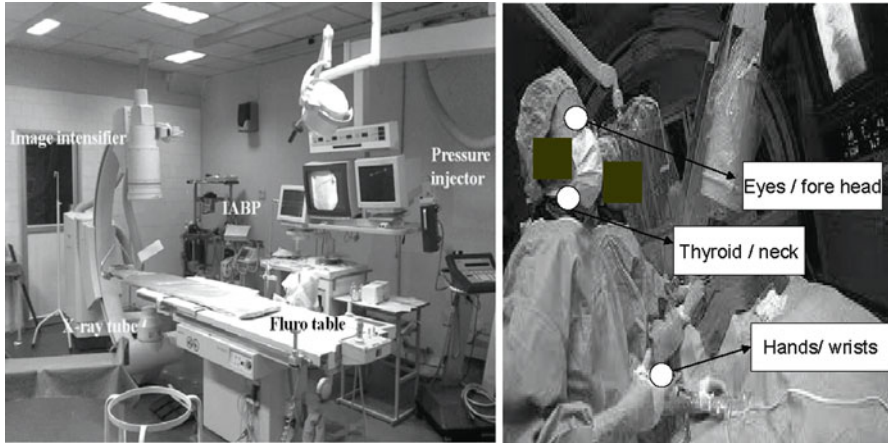 Image intensifier
Pressure
injector
IABP
X-ray tube
Fluro table
Eyes / fore head
Thyroid / neck
Hands/ wrists